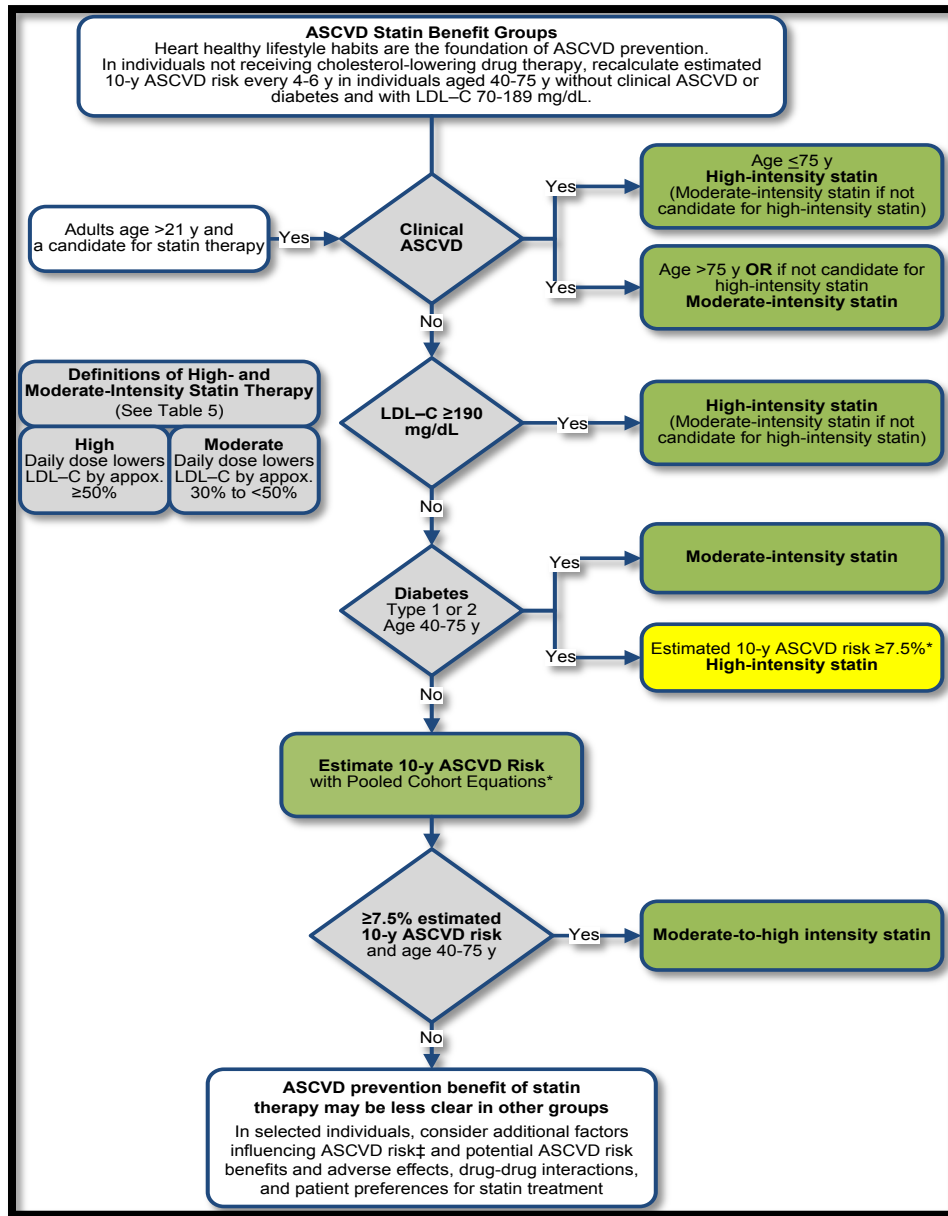 ASCVD Statin Benefit Groups
Heart healthy lifestyle habits are the foundation of ASCVD prevention.
In individuals not receiving cholesterol-lowering drug therapy, recalculate estimated
10-y ASCVD risk every 4-6 y in individuals aged 40-75 y without clinical ASCVD or
diabetes and with LDL–C 70-189 mg/dL.
Adults age >21 y and
a candidate for statin therapy
Yes
Clinical
ASCVD
Yes
Age ≤75 y
High-intensity statin
(Moderate-intensity statin if not
candidate for high-intensity statin)
Yes
Age >75 y OR if not candidate for
high-intensity statin
Moderate-intensity statin
No
Definitions of High- and
Moderate-Intensity Statin Therapy
(See Table 5)
High
Daily dose lowers
LDL–C by appox.
≥50%
Moderate
Daily dose lowers
LDL–C by appox.
30% to <50%
LDL–C ≥190
mg/dL
Yes
High-intensity statin
(Moderate-intensity statin if not
candidate for high-intensity statin)
No
Diabetes
Type 1 or 2
Age 40-75 y
Yes
Moderate-intensity statin
Yes
Estimated 10-y ASCVD risk ≥7.5%*
High-intensity statin
No
Estimate 10-y ASCVD Risk
with Pooled Cohort Equations*
≥7.5% estimated
10-y ASCVD risk
and age 40-75 y
Yes
Moderate-to-high intensity statin
No
ASCVD prevention benefit of statin
therapy may be less clear in other groups
In selected individuals, consider additional factors
influencing ASCVD risk‡ and potential ASCVD risk
benefits and adverse effects, drug-drug interactions,
and patient preferences for statin treatment